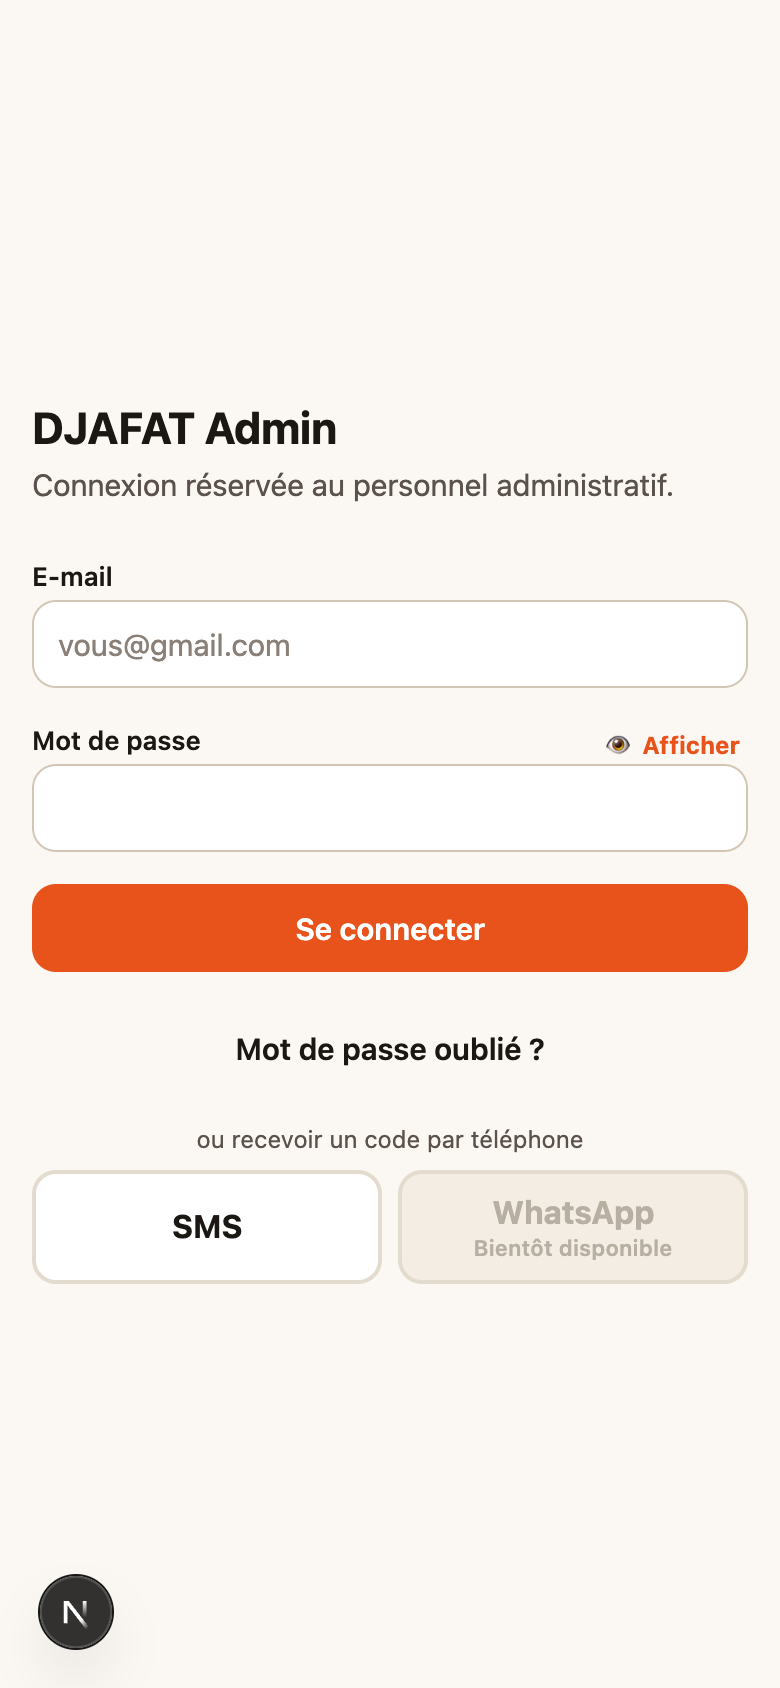 DJAFAT Admin
Connexion réservée au personnel administratif.
E-mail
vous@gmail.com
Mot de passe
Afficher
Se connecter
Mot de passe oublié ?
ou recevoir un code par téléphone
SMS
WhatsApp
Bientôt disponible
N